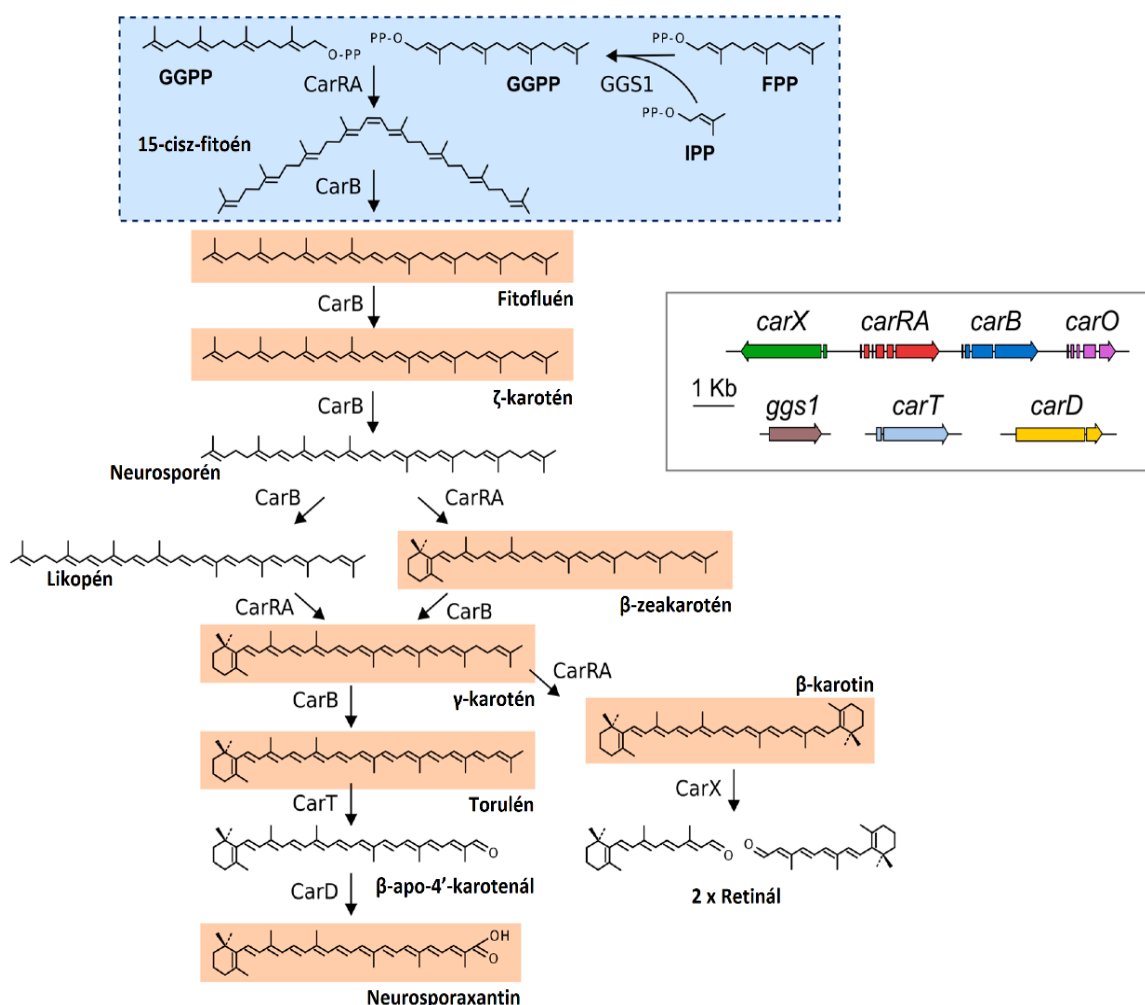 PP-O
PP-O
O-PP
GGPP
CarRA
GGPP
GGS1
FPP
PP-O
IPP
15-cisz-fitoén
CarB
Fitofluén
CarB
ζ-karotén
CarB
Neurosporén
CarB
CarRA
Likopén
β-zeakarotén
CarRA
CarB
γ-karotén
CarRA
CarB
β-karotin
Torulén
CarT
CarX
O
O
O
β-apo-4’-karotenál
2 x Retinál
CarD
OH
O
Neurosporaxantin
carX
carRA
carB
carO
1 Kb
ggs1
carT
carD